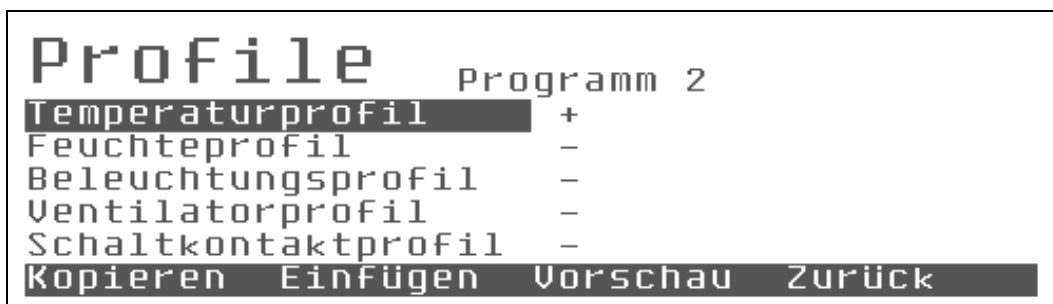 Profile Programm 2
Temperaturprofil +
Feuchteprofil –
Beleuchtungsprofil –
Ventilatorprofil –
Schaltkontaktprofil –
Kopieren Einfügen Vorschau Zurück